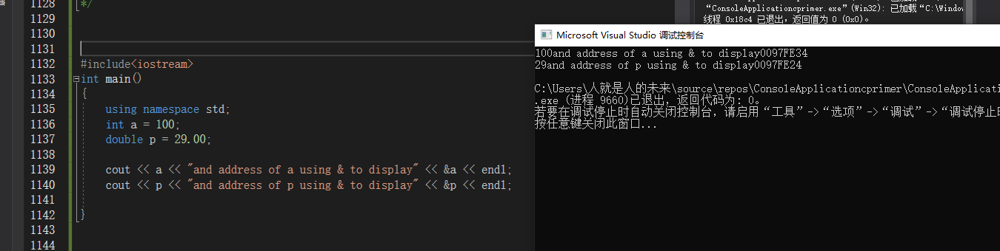 1128 */
1129
1130
1131
1132 #include<iostream>
1133 int main()
1134 {
1135 using namespace std;
1136 int a = 100;
1137 double p = 29.00;
1138
1139 cout << a << "and address of a using & to display" << &a << endl;
1140 cout << p << "and address of p using & to display" << &p << endl;
1141
1142 }
1143
1144
“ConsoleApplicationcprimer.exe”(Win32): 已加载“C:\Window
线程 0x18c4 已退出，返回值为 0 (0x0)。
Microsoft Visual Studio 调试控制台
100and address of a using & to display0097FE34
29and address of p using & to display0097FE24
C:\Users\人就是人的未来\source\repos\ConsoleApplicationcprimer\ConsoleApplicati
.exe (进程 9660)已退出，返回代码为: 0。
若要在调试停止时自动关闭控制台，请启用“工具”->“选项”->“调试”->“调试停止时
按任意键关闭此窗口...